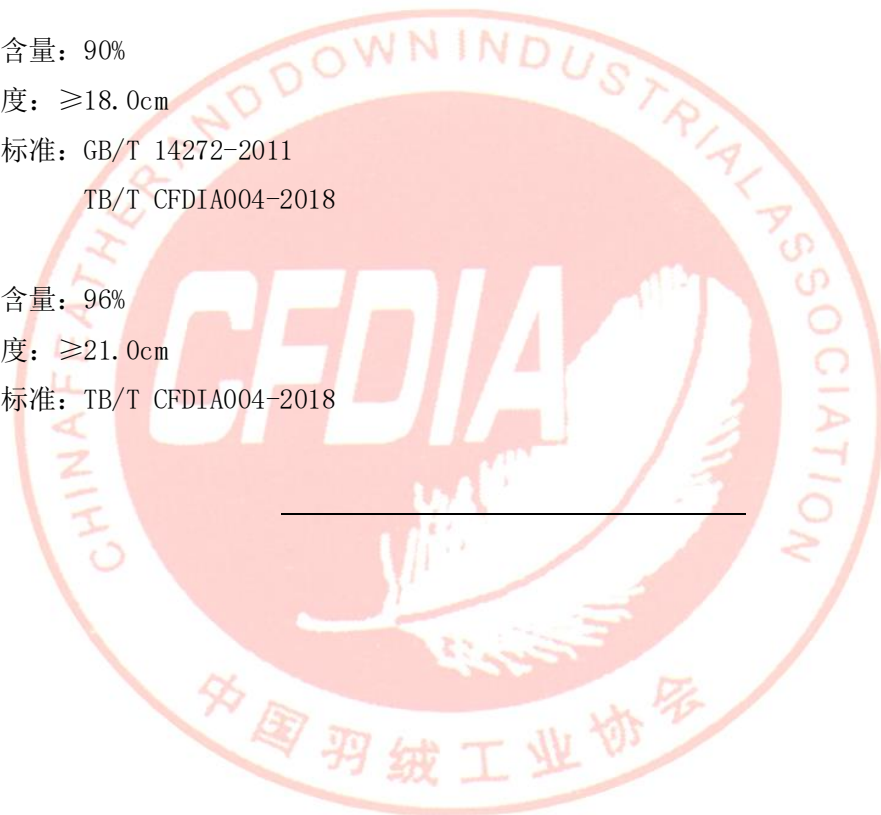 含量：90%
度：≥18.0cm
标准：GB/T 14272-2011
TB/T CFDIA004-2018
含量：96%
度：≥21.0cm
标准：TB/T CFDIA004-2018
CHINA FEATHER AND DOWN INDUSTRIAL ASSOCIATION
CFDIA
中国羽绒工业协会